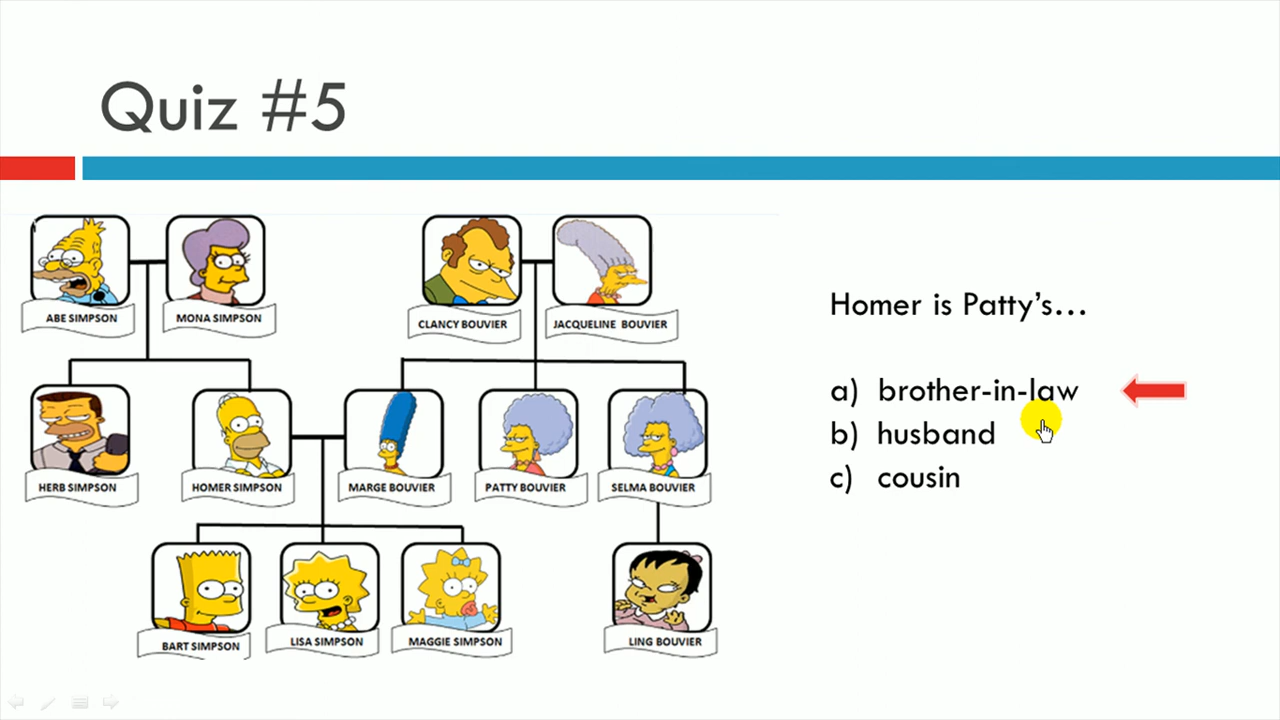 Quiz #5
ABE SIMPSON
MONA SIMPSON
CLANCY BOUVIER
JACQUELINE BOUVIER
HERB SIMPSON
HOMER SIMPSON
MARGE BOUVIER
PATTY BOUVIER
SELMA BOUVIER
BART SIMPSON
LISA SIMPSON
MAGGIE SIMPSON
LING BOUVIER
Homer is Patty’s...
a) brother-in-law
b) husband
c) cousin